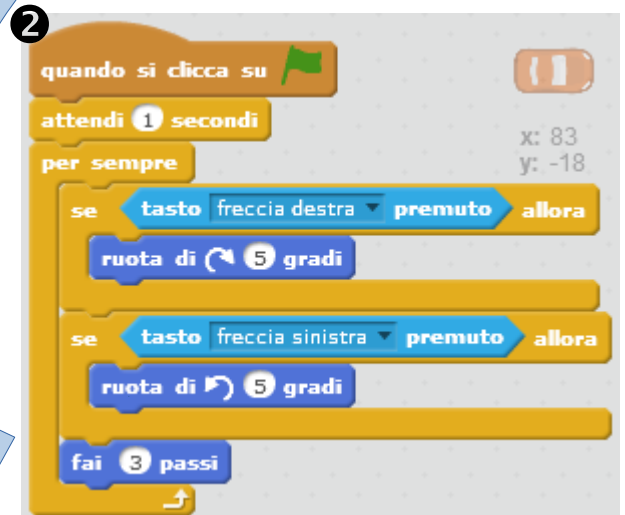 2
quando si clicca su
attendi 1 secondi
x: 83
per sempre
y: -18
se tasto freccia destra premuto allora
ruota di 5 gradi
se tasto freccia sinistra premuto allora
ruota di 5 gradi
fai 3 passi